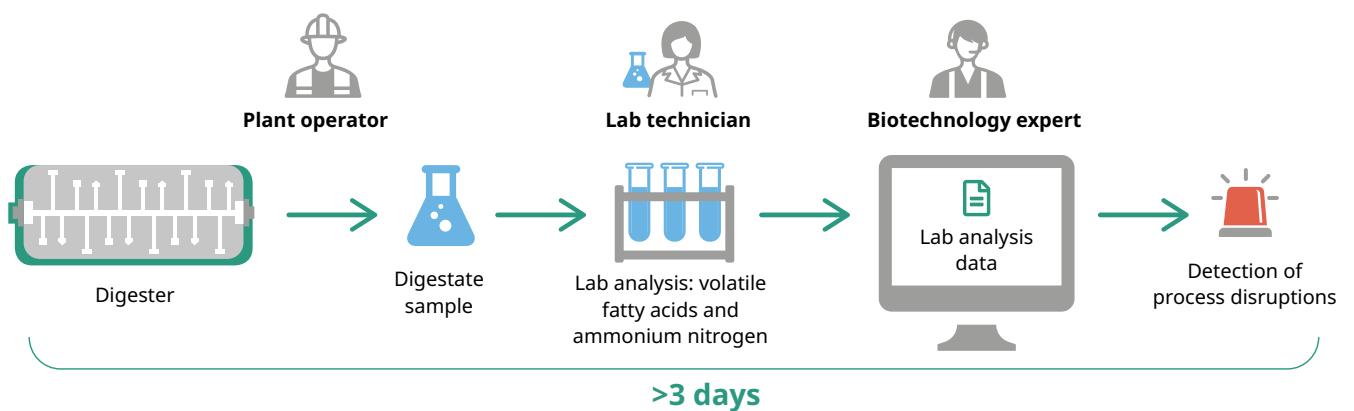 Plant operator
Lab technician
Biotechnology expert
Digester
Digestate
sample
Lab analysis: volatile
fatty acids and
ammonium nitrogen
Lab analysis
data
Detection of
process disruptions
>3 days